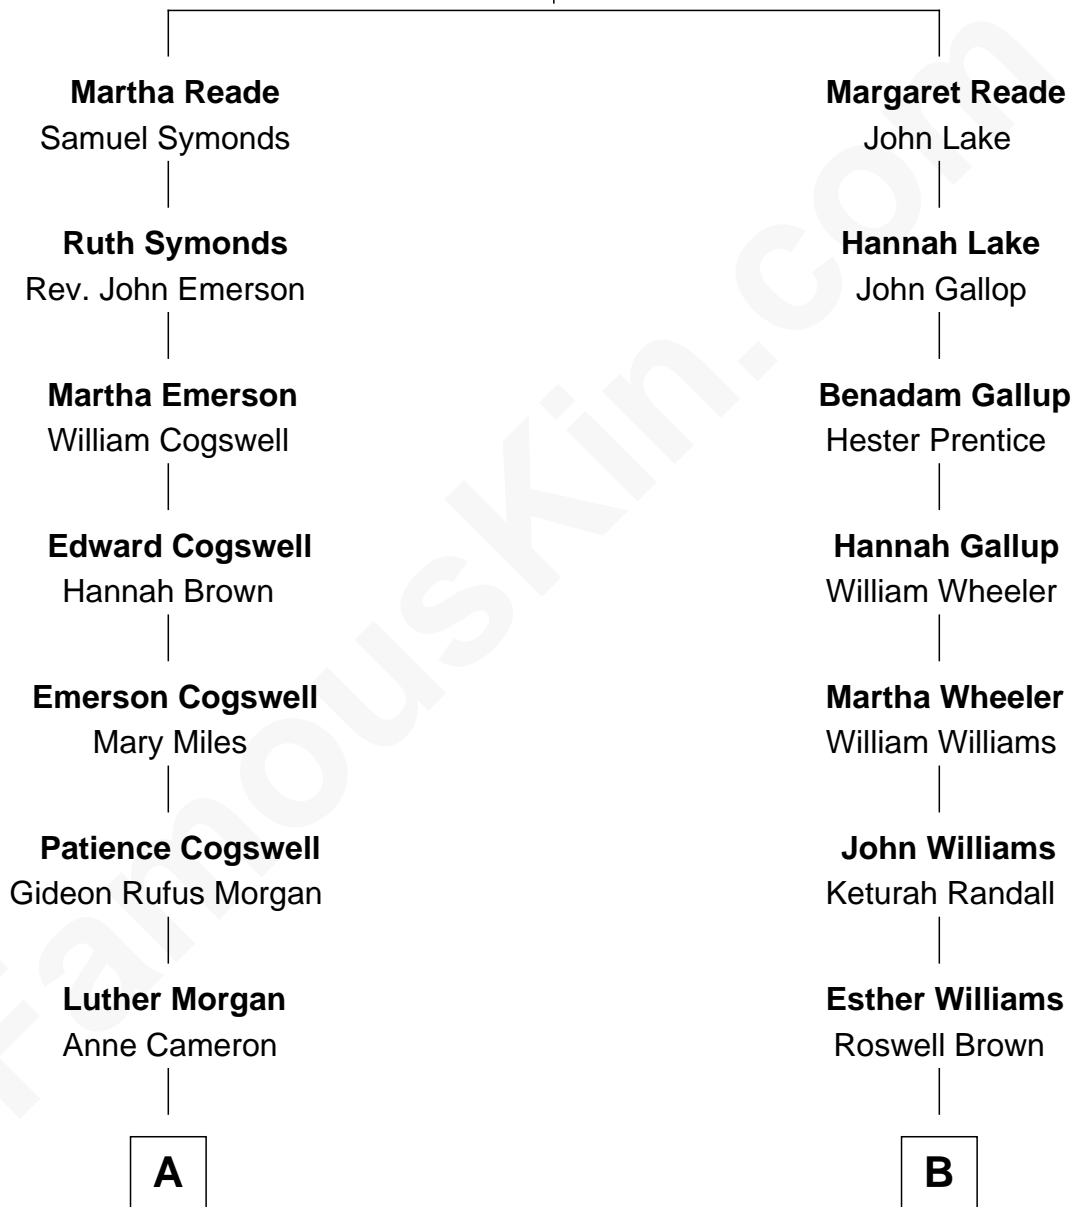 Martha Reade
Samuel Symonds
Ruth Symonds
Rev. John Emerson
Martha Emerson
William Cogswell
Edward Cogswell
Hannah Brown
Emerson Cogswell
Mary Miles
Patience Cogswell
Gideon Rufus Morgan
Luther Morgan
Anne Cameron
A
Margaret Reade
John Lake
Hannah Lake
John Gallop
Benadam Gallup
Hester Prentice
Hannah Gallup
William Wheeler
Martha Wheeler
William Williams
John Williams
Keturah Randall
Esther Williams
Roswell Brown
B
FamousKin.com